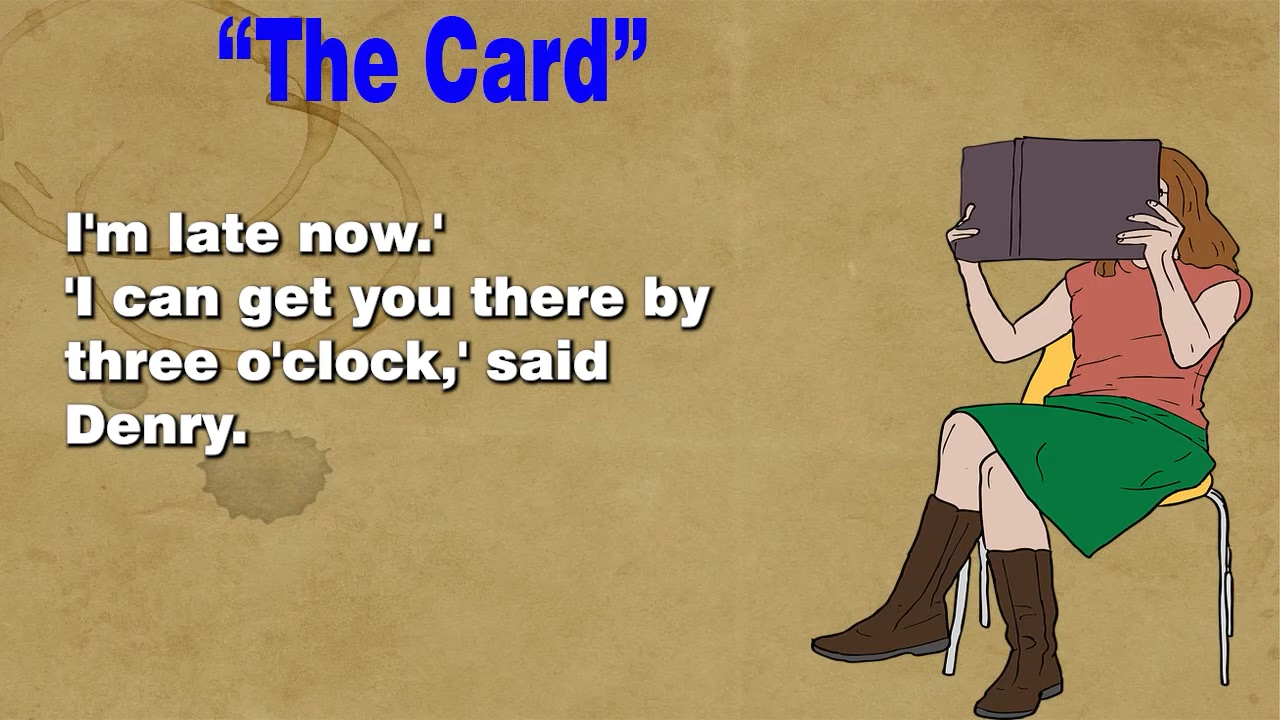 “The Card”
I'm late now.'
'I can get you there by
three o'clock,' said
Denry.